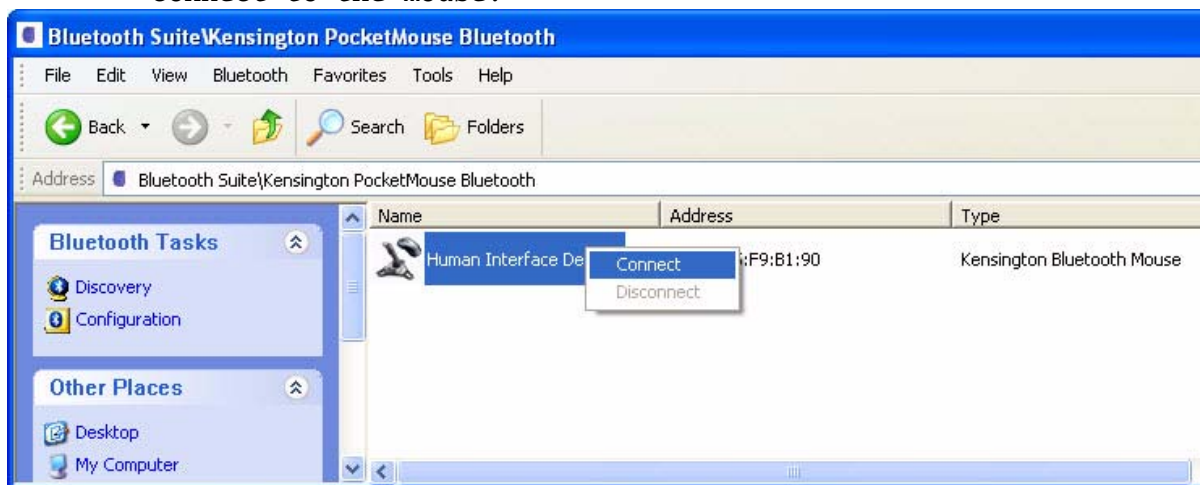 Bluetooth Suite\Kensington PocketMouse Bluetooth
File Edit View Bluetooth Favorites Tools Help
Back Search Folders
Address Bluetooth Suite\Kensington PocketMouse Bluetooth
Name Address Type
Bluetooth Tasks
Human Interface De :F9:B1:90 Kensington Bluetooth Mouse
Connect
Disconnect
Discovery
Configuration
Other Places
Desktop
My Computer